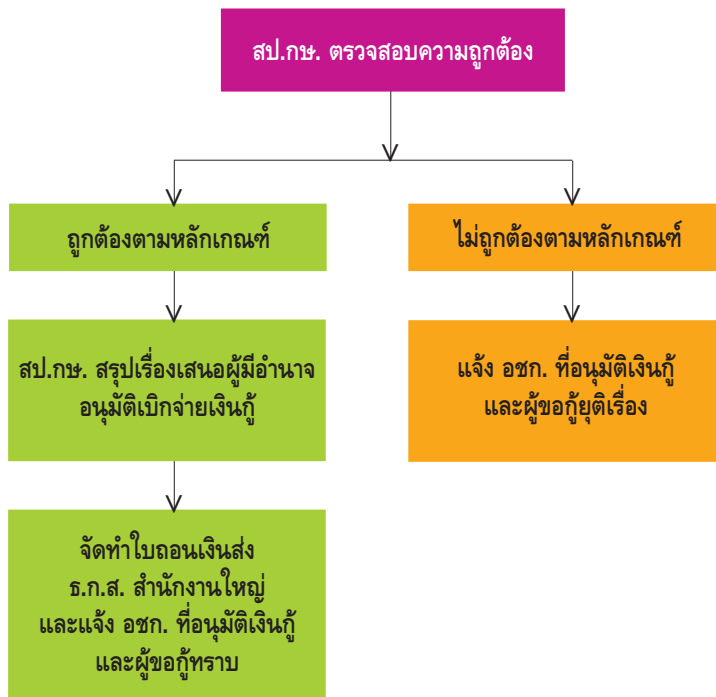 สป.กษ. ตรวจสอบความถูกต้อง
ถูกต้องตามหลักเกณฑ์
ไม่ถูกต้องตามหลักเกณฑ์
สป.กษ. สรุปเรื่องเสนอผู้มีอำนาจ
อนุมัติเบิกจ่ายเงินกู้
แจ้ง อชก. ที่อนุมัติเงินกู้
และผู้ขอกู้ยุติเรื่อง
จัดทำใบถอนเงินส่ง
ธ.ก.ส. สำนักงานใหญ่
และแจ้ง อชก. ที่อนุมัติเงินกู้
และผู้ขอกู้ทราบ